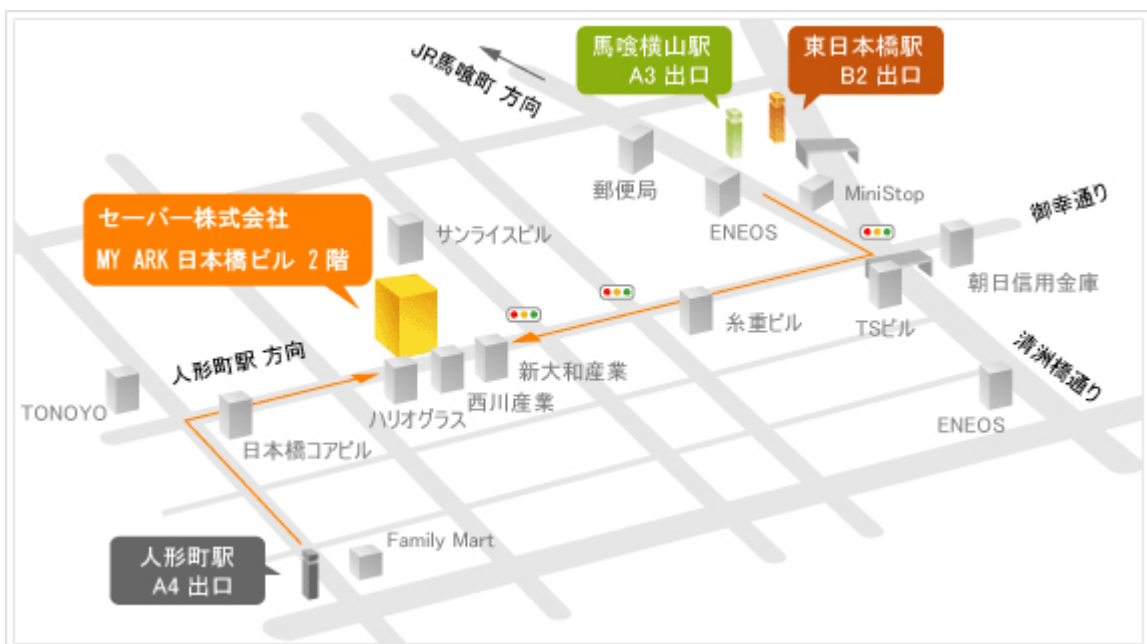 JR馬喰町 方向
馬喰横山駅
A3 出口
東日本橋駅
B2 出口
郵便局
MiniStop
ENEOS
御幸通り
セーバー株式会社
MY ARK 日本橋ビル 2 階
サンライズビル
朝日信用金庫
TSビル
糸重ビル
清洲橋通り
人形町駅 方向
新大和産業
西川産業
ハリオグラス
TONOYO
日本橋コアビル
ENEOS
Family Mart
人形町駅
A4 出口